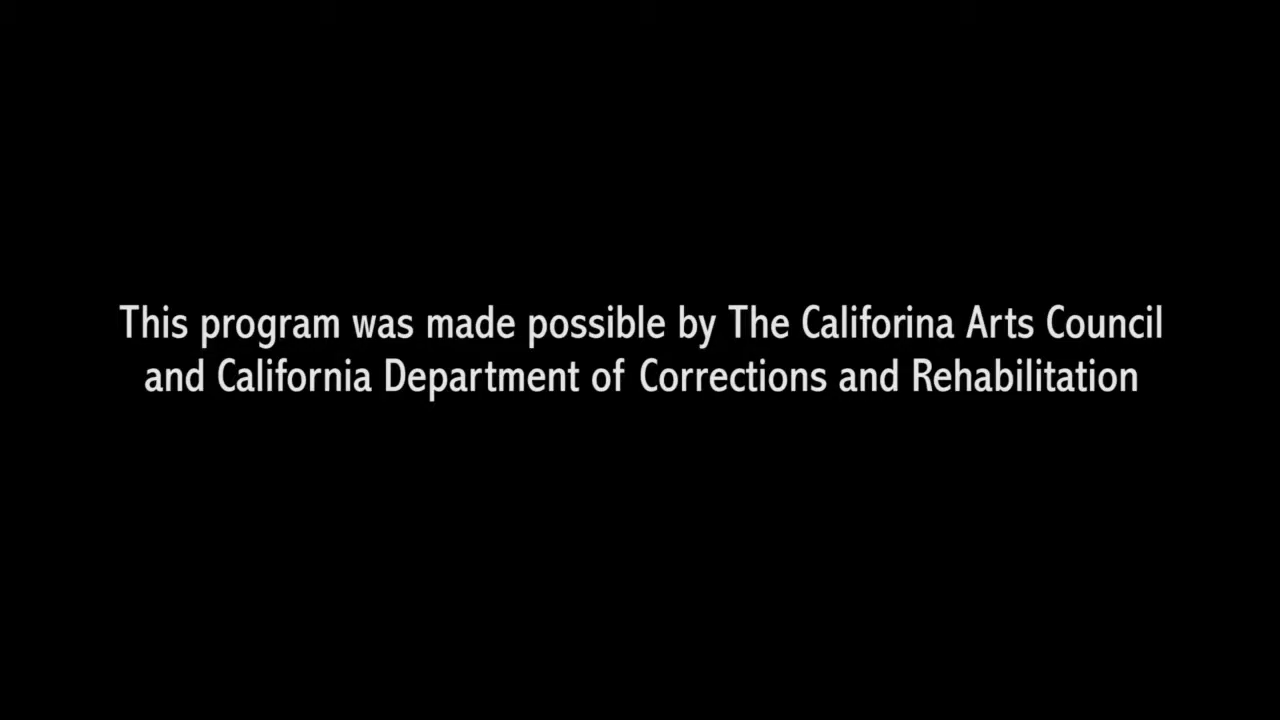 This program was made possible by The Califorina Arts Council
and California Department of Corrections and Rehabilitation